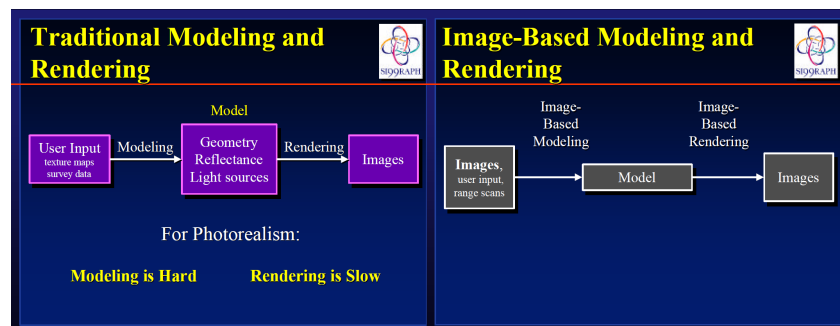 Traditional Modeling and
Rendering
SI99RAPH
Model
User Input
texture maps
survey data
Modeling
Geometry
Reflectance
Light sources
Rendering
Images
For Photorealism:
Modeling is Hard
Rendering is Slow
Image-Based Modeling and
Rendering
SI99RAPH
Image-
Based
Modeling
Image-
Based
Rendering
Images,
user input,
range scans
Model
Images